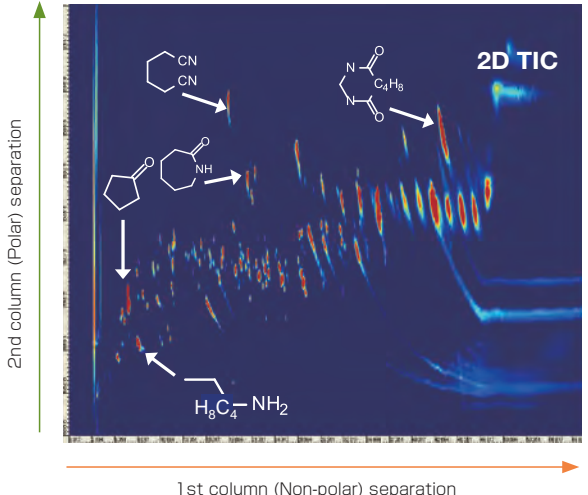 CN
CN
2D TIC
O
N
C₄H₈
N
O
O
NH
O
H₈C₄—NH₂
2nd column (Polar) separation
1st column (Non-polar) separation